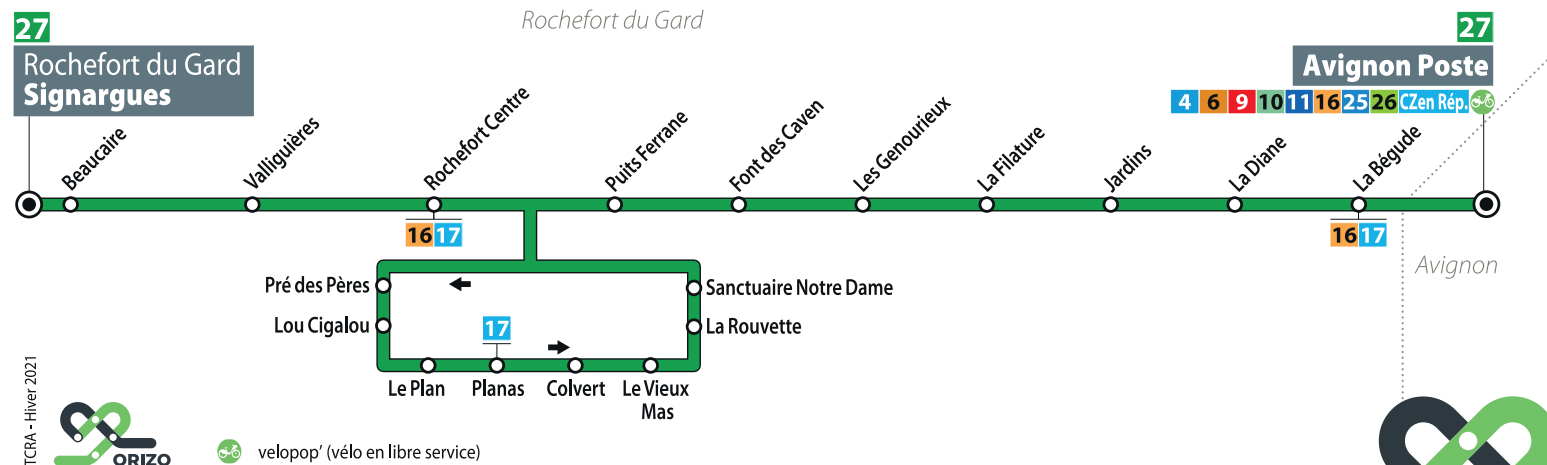 Rochefort du Gard
27
Rochefort du Gard
Signargues
27
Avignon Poste
4 6 9 10 11 16 25 26 CZen Rép.
Beaucaire
Valliguières
Rochefort Centre
Puits Ferrane
Font des Caven
Les Genourieux
La Filature
Jardins
La Diane
La Bégude
16 17
16 17
Avignon
Pré des Pères
Sanctuaire Notre Dame
Lou Cigalou
17
La Rouvette
Le Plan
Planas
Colvert
Le Vieux
Mas
TCRA - Hiver 2021
ORIZO
velopop' (vélo en libre service)